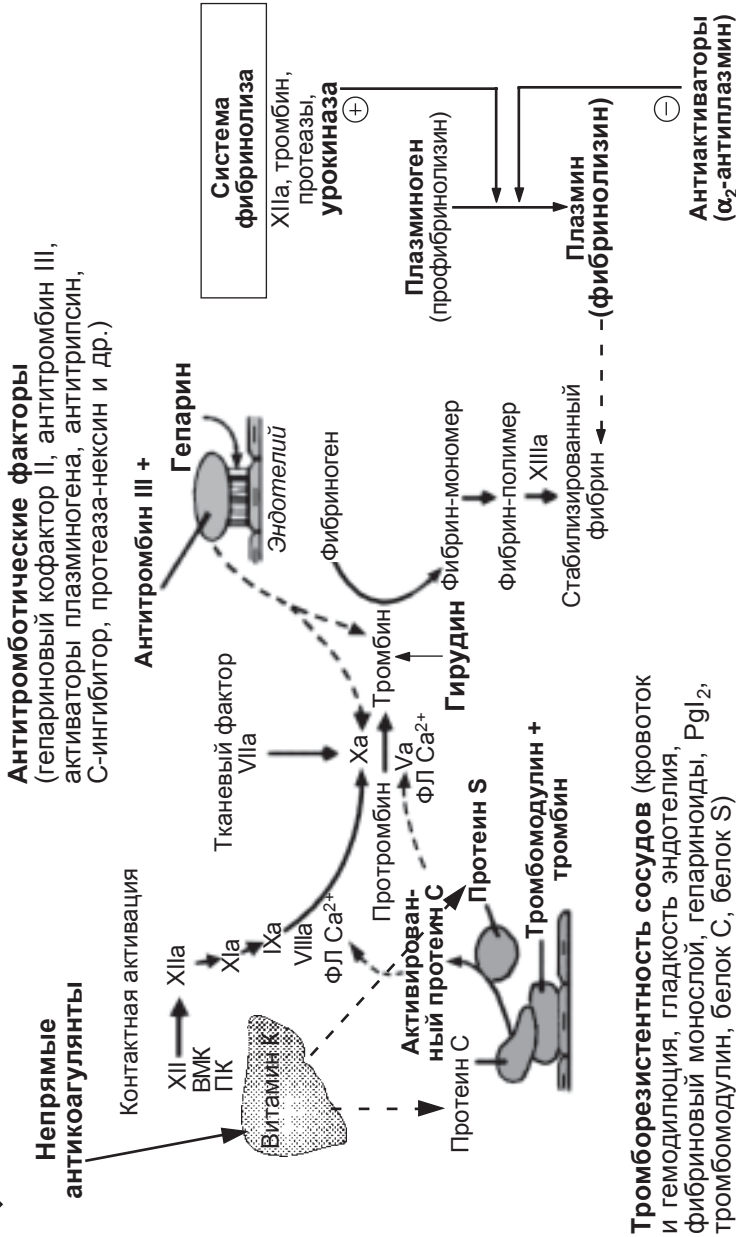 Антитромботические факторы
(гепариновый кофактор II, антитромбин III,
активаторы плазминогена, антитрипсин,
С-ингибитор, протеаза-нексин и др.)
Непрямые
антикоагулянты
Контактная активация
XII
XIIa
ВМК
ПК
XIa
IXa
VIIIa
ФЛ Ca²⁺
Витамин К
Тканевый фактор
VIIa
Xa
Протромбин
Тромбин
Va
ФЛ Ca²⁺
Гирудин
Антитромбин III +
Гепарин
Эндотелий
Фибриноген
Фибрин-мономер
Фибрин-полимер
XIIIa
Стабилизированный
фибрин
Система
фибринолиза
XIIa, тромбин,
протеазы,
урокиназа
+
Плазминоген
(профибринолизин)
Плазмин
(фибринолизин)
−
Антиактиваторы
(α₂-антиплазмин)
Протеин С
Активирован-
ный протеин С
Протеин S
Тромбомодулин +
тромбин
Тромборезистентность сосудов (кровоток
и гемодилюция, гладкость эндотелия,
фибриновый монослой, гепариноиды, PgI₂,
тромбомодулин, белок С, белок S)